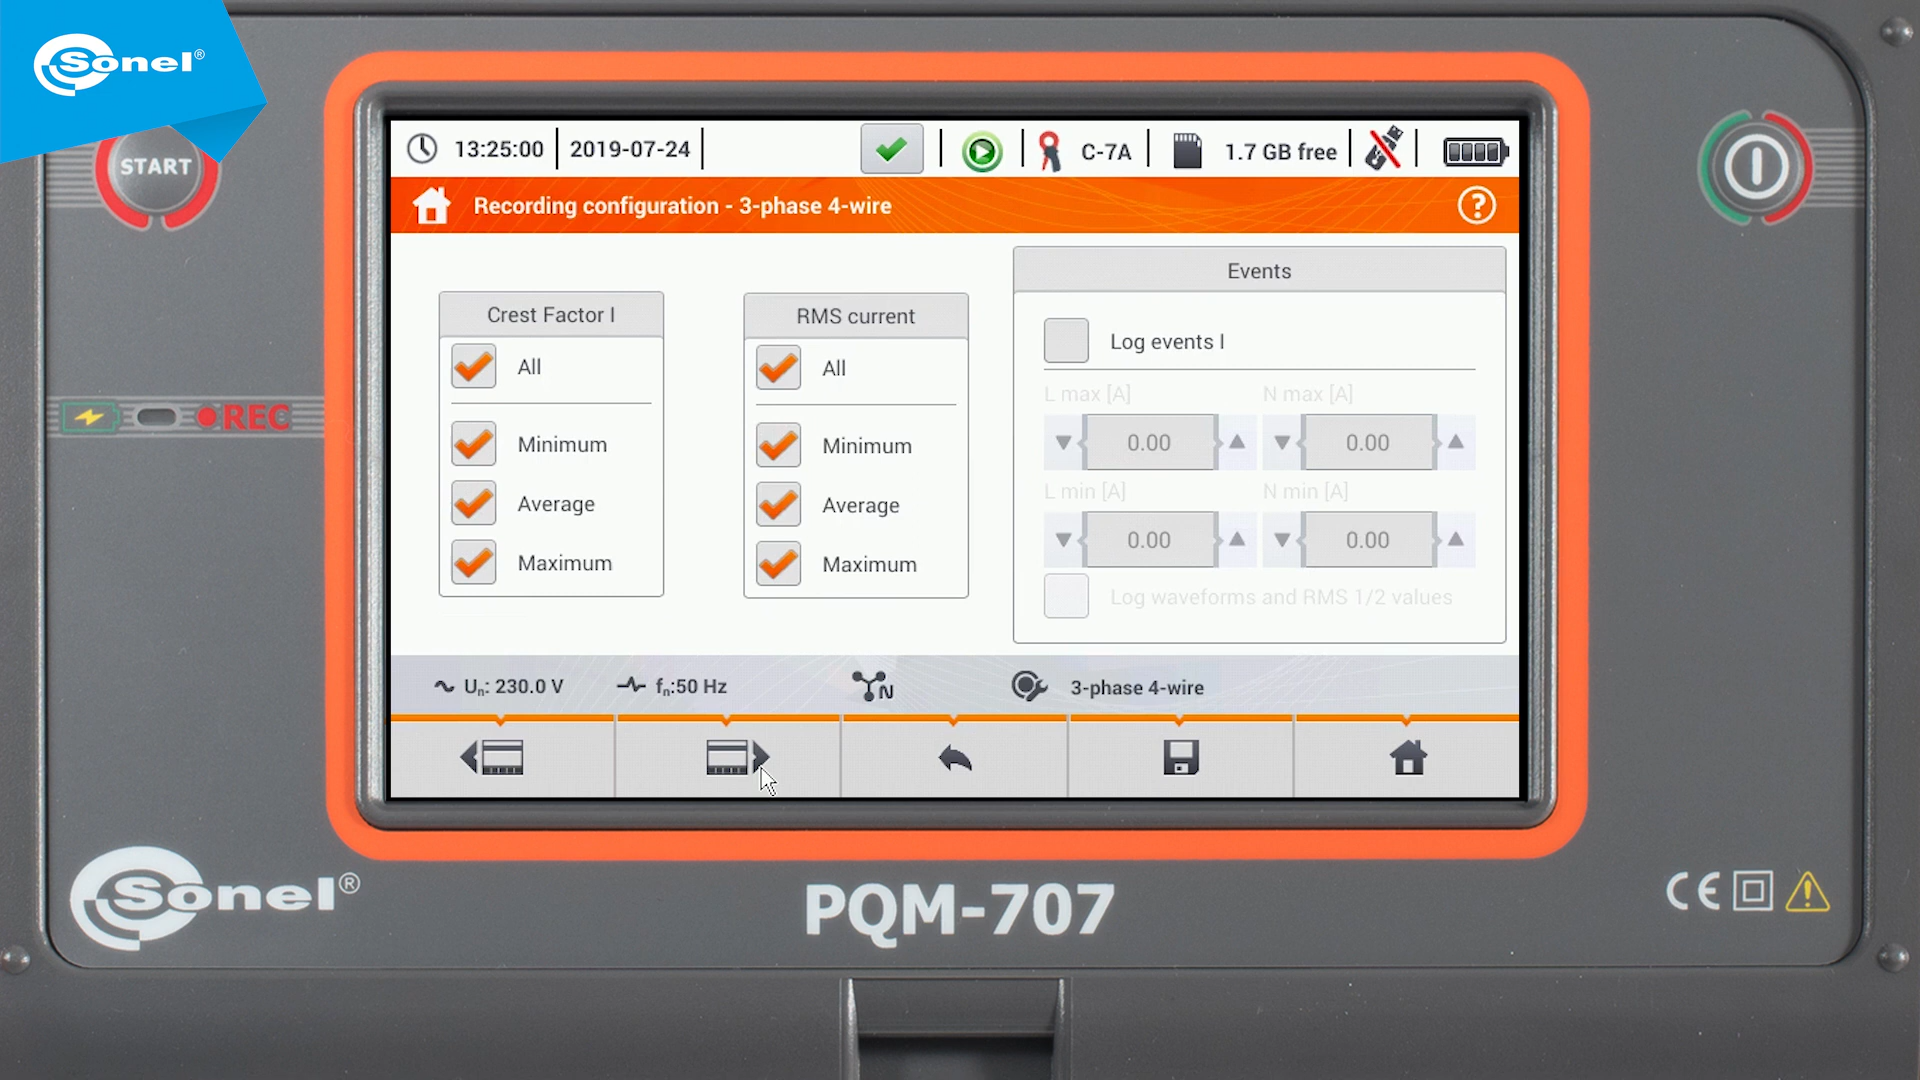 Sonel®
START
13:25:00
2019-07-24
C-7A
1.7 GB free
Recording configuration - 3-phase 4-wire
?
Crest Factor I
All
Minimum
Average
Maximum
RMS current
All
Minimum
Average
Maximum
Events
Log events I
L max [A]
N max [A]
0.00
0.00
L min [A]
N min [A]
0.00
0.00
Log waveforms and RMS 1/2 values
REC
Un: 230.0 V
fn:50 Hz
N
3-phase 4-wire
Sonel®
PQM-707
CE